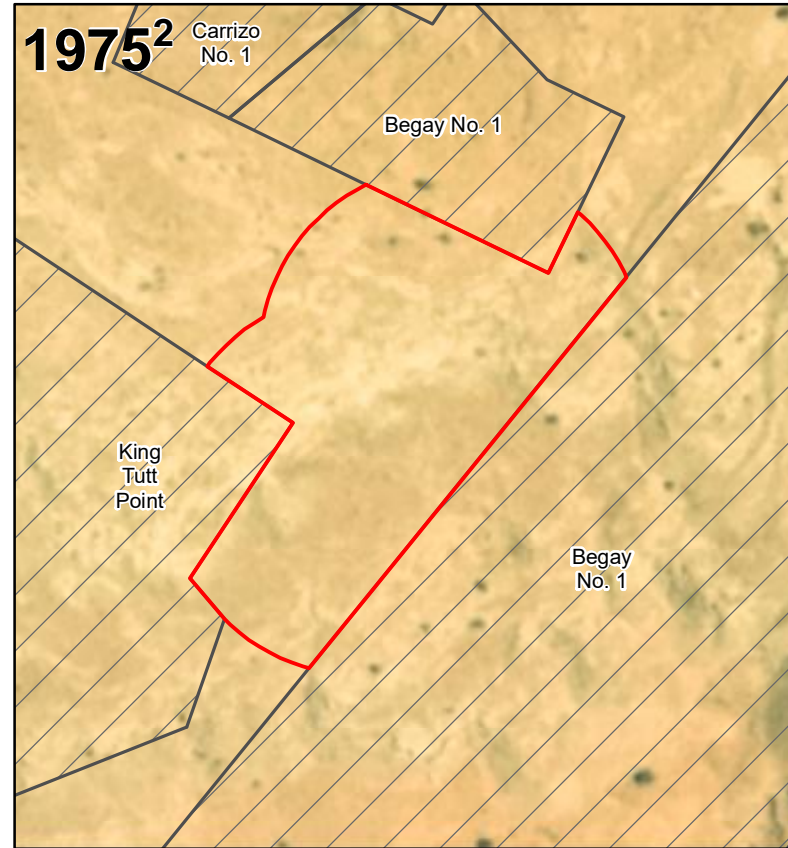 1975²
Carrizo
No. 1
Begay No. 1
King
Tutt
Point
Begay
No. 1